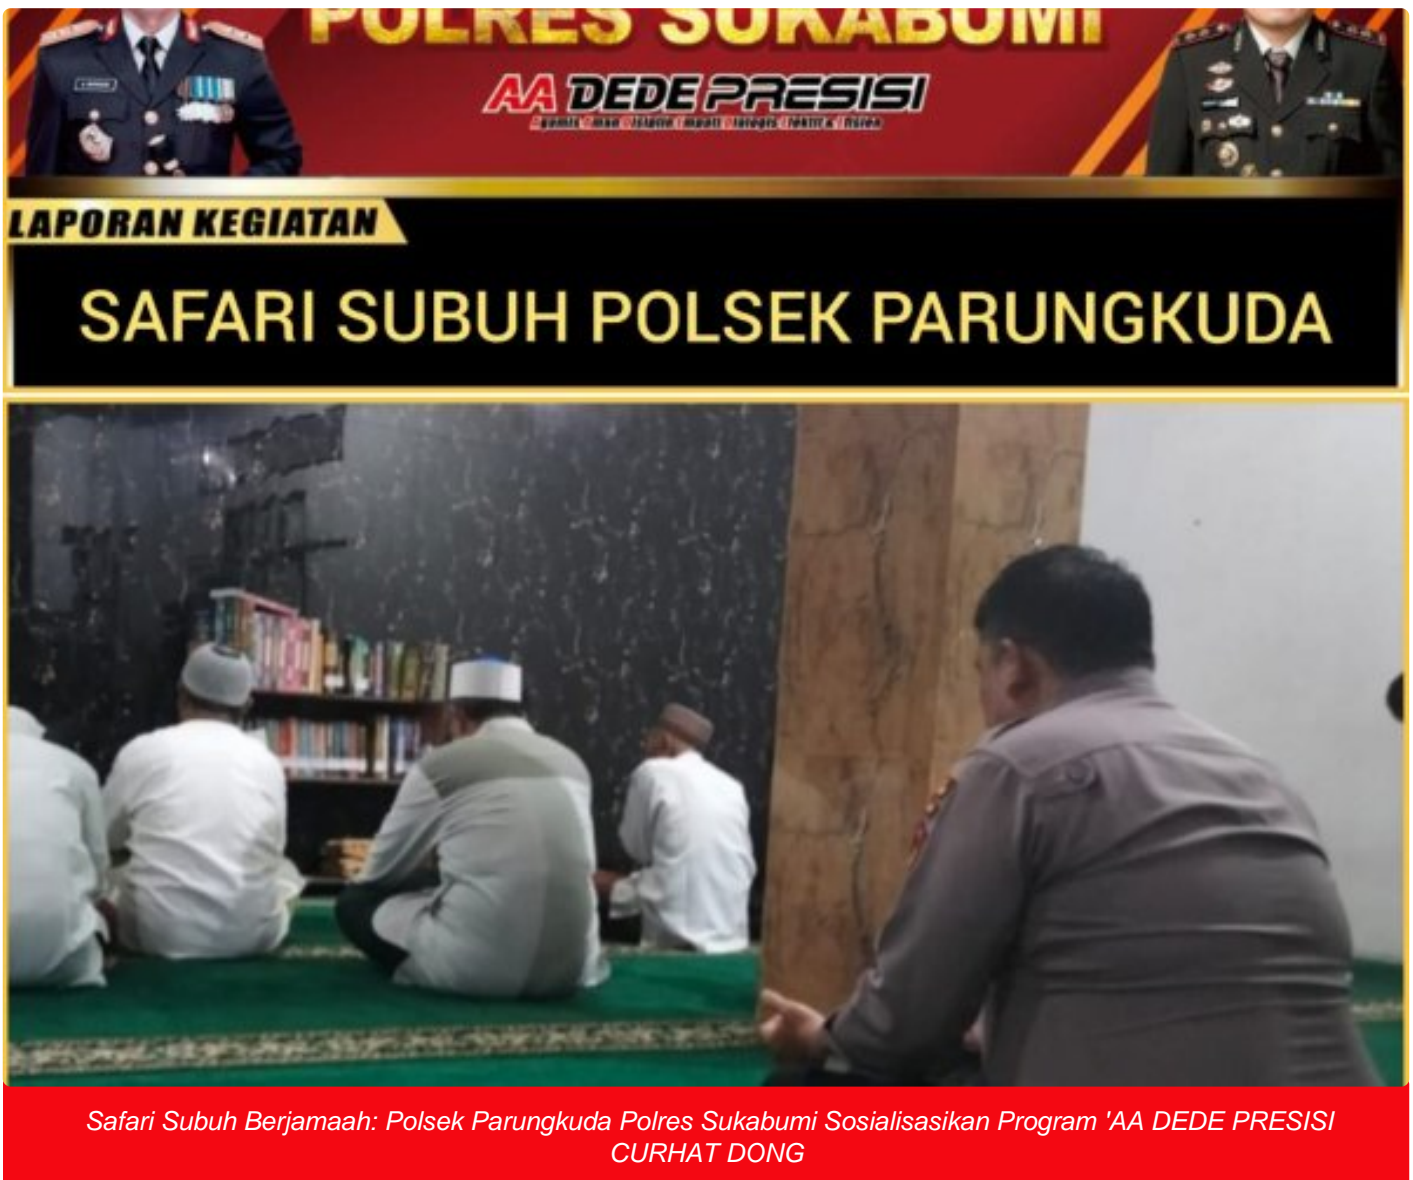 POLRES SUKABUMI
AA DEDE PRESISI
LAPORAN KEGIATAN
SAFARI SUBUH POLSEK PARUNGKUDA
Safari Subuh Berjamaah: Polsek Parungkuda Polres Sukabumi Sosialisasikan Program 'AA DEDE PRESISI
CURHAT DONG